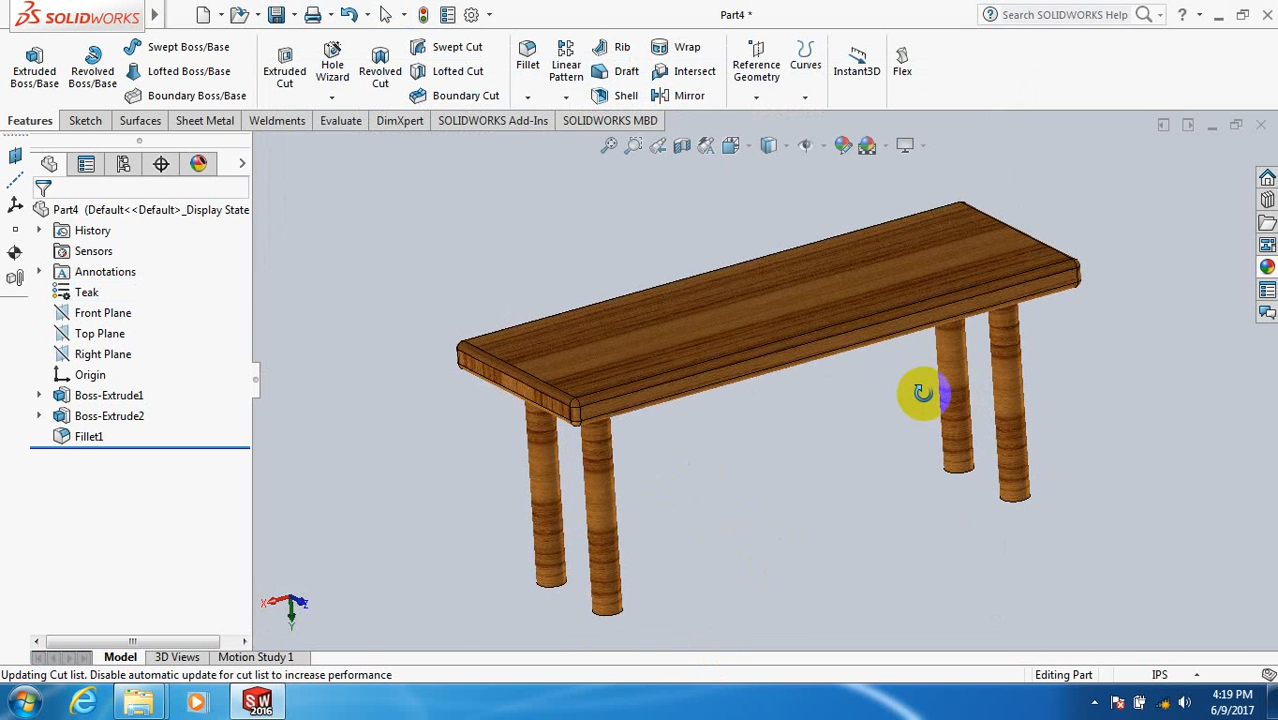 SOLIDWORKS
Part4 *
Search SOLIDWORKS Help
?
Extruded Boss/Base
Revolved Boss/Base
Swept Boss/Base
Lofted Boss/Base
Boundary Boss/Base
Extruded Cut
Hole Wizard
Revolved Cut
Swept Cut
Lofted Cut
Boundary Cut
Fillet
Linear Pattern
Rib
Draft
Shell
Wrap
Intersect
Mirror
Reference Geometry
Curves
Instant3D
Flex
Features Sketch Surfaces Sheet Metal Weldments Evaluate DimXpert SOLIDWORKS Add-Ins SOLIDWORKS MBD
Part4 (Default<<Default>_Display State
History
Sensors
Annotations
Teak
Front Plane
Top Plane
Right Plane
Origin
Boss-Extrude1
Boss-Extrude2
Fillet1
X Z
Y
Model 3D Views Motion Study 1
Updating Cut list. Disable automatic update for cut list to increase performance Editing Part IPS
SW
2016
4:19 PM
6/9/2017